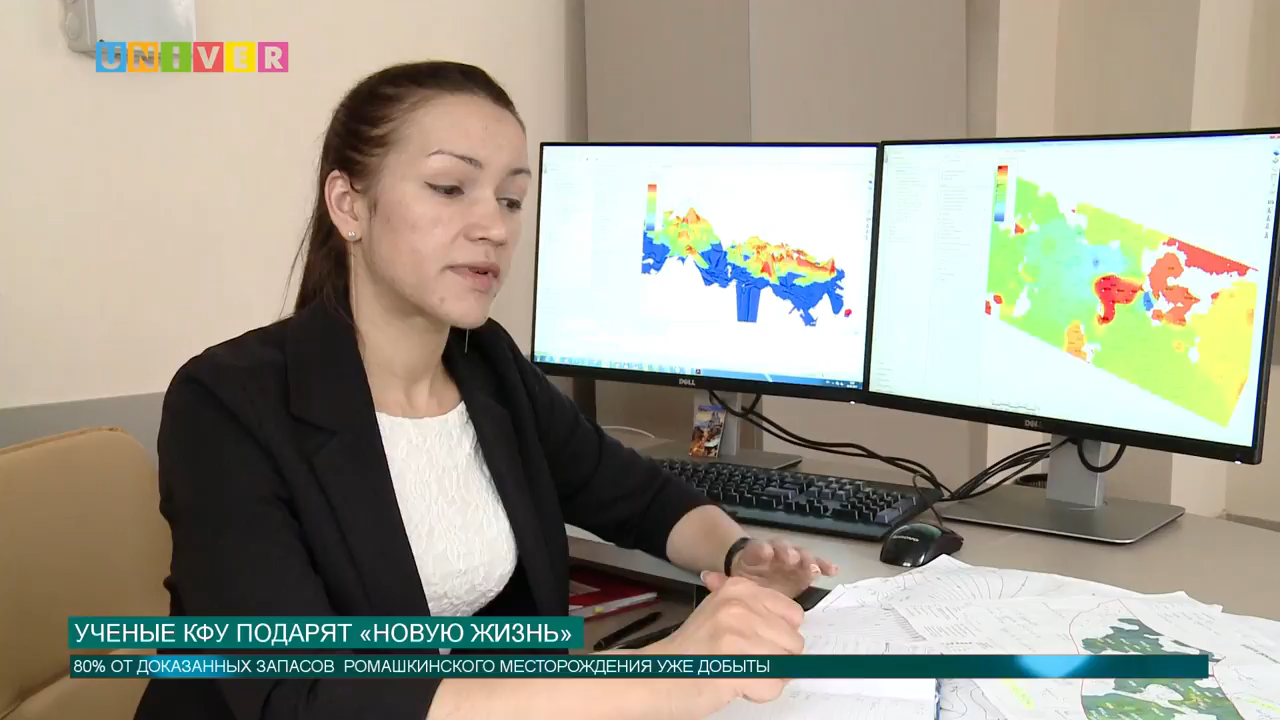 UNIVER
DELL
DELL
УЧЕНЫЕ КФУ ПОДАРЯТ «НОВУЮ ЖИЗНЬ»
80% ОТ ДОКАЗАННЫХ ЗАПАСОВ РОМАШКИНСКОГО МЕСТОРОЖДЕНИЯ УЖЕ ДОБЫТЫ